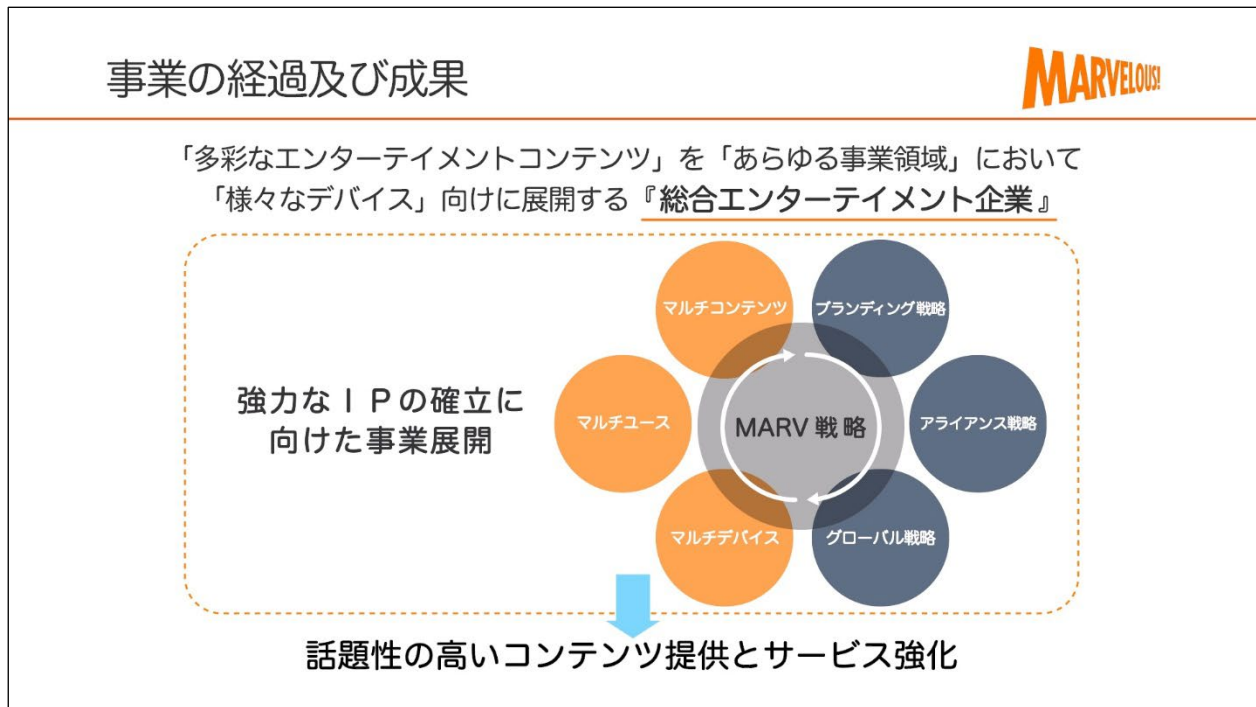 事業の経過及び成果
MARVELOUS!
「多彩なエンターテイメントコンテンツ」を「あらゆる事業領域」において
「様々なデバイス」向けに展開する『総合エンターテイメント企業』
マルチコンテンツ
ブランディング戦略
強力なＩＰの確立に
向けた事業展開
マルチユース
MARV 戦略
アライアンス戦略
マルチデバイス
グローバル戦略
話題性の高いコンテンツ提供とサービス強化